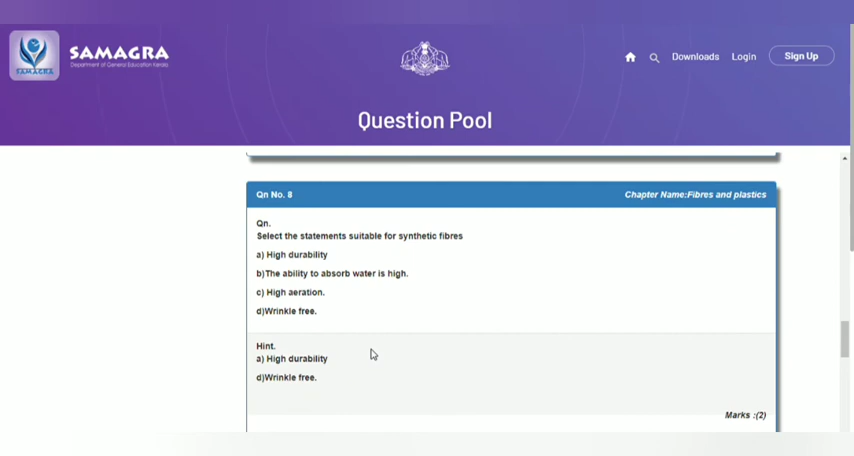 SAMAGRA
Department of General Education Kerala
SAMAGRA
Downloads
Login
Sign Up
Question Pool
Qn No. 8
Chapter Name:Fibres and plastics
Qn.
Select the statements suitable for synthetic fibres
a) High durability
b)The ability to absorb water is high.
c) High aeration.
d)Wrinkle free.
Hint.
a) High durability
d)Wrinkle free.
Marks :(2)